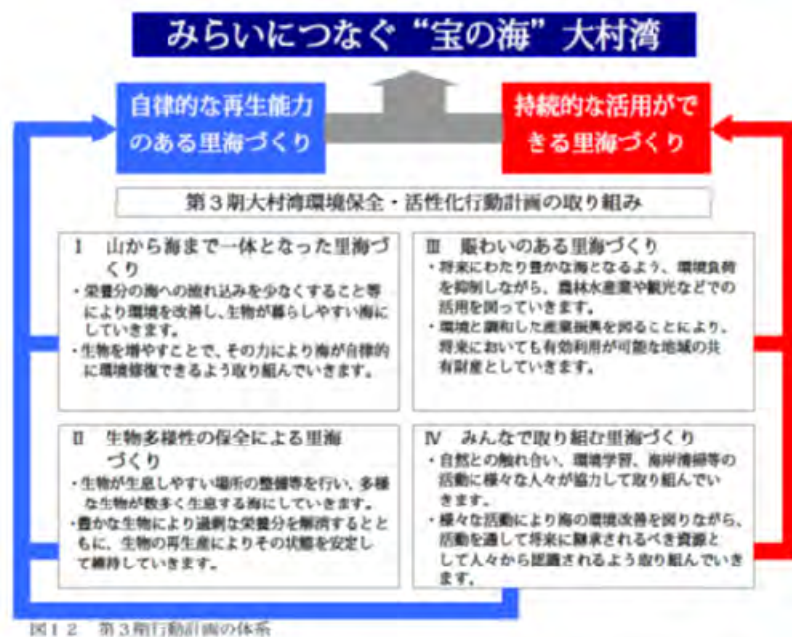 みらいにつなぐ“宝の海”大村湾
自律的な再生能力
のある里海づくり
持続的な活用がで
きる里海づくり
第3期大村湾環境保全・活性化行動計画の取り組み
Ⅰ 山から海まで一体となった里海づ
くり
・栄養分の海への流れ込みを少なくすること等
により環境を改善し、生物が暮らしやすい海に
していきます。
・生物を増やすことで、その力により海が自律的
に環境修復できるよう取り組んでいきます。
Ⅱ 生物多様性の保全による里海
づくり
・生物が生息しやすい場所の整備等を行い、多様
な生物が数多く生息する海にしていきます。
・豊かな生物により過剰な栄養分を解消するとと
もに、生物の再生産によりその状態を安定し
て維持していきます。
Ⅲ 賑わいのある里海づくり
・将来にわたり豊かな海となるよう、環境負荷
を抑制しながら、農林水産業や観光などでの
活用を図っていきます。
・環境と調和した産業振興を図ることにより、
将来においても有効利用が可能な地域の共
有財産としていきます。
Ⅳ みんなで取り組む里海づくり
・自然との触れ合い、環境学習、海岸清掃等の
活動に様々な人々が協力して取り組んでい
きます。
・様々な活動により海の環境改善を図りながら、
活動を通して将来に継承されるべき資源と
して人々から認識されるよう取り組んでいき
ます。
図12 第3期行動計画の体系